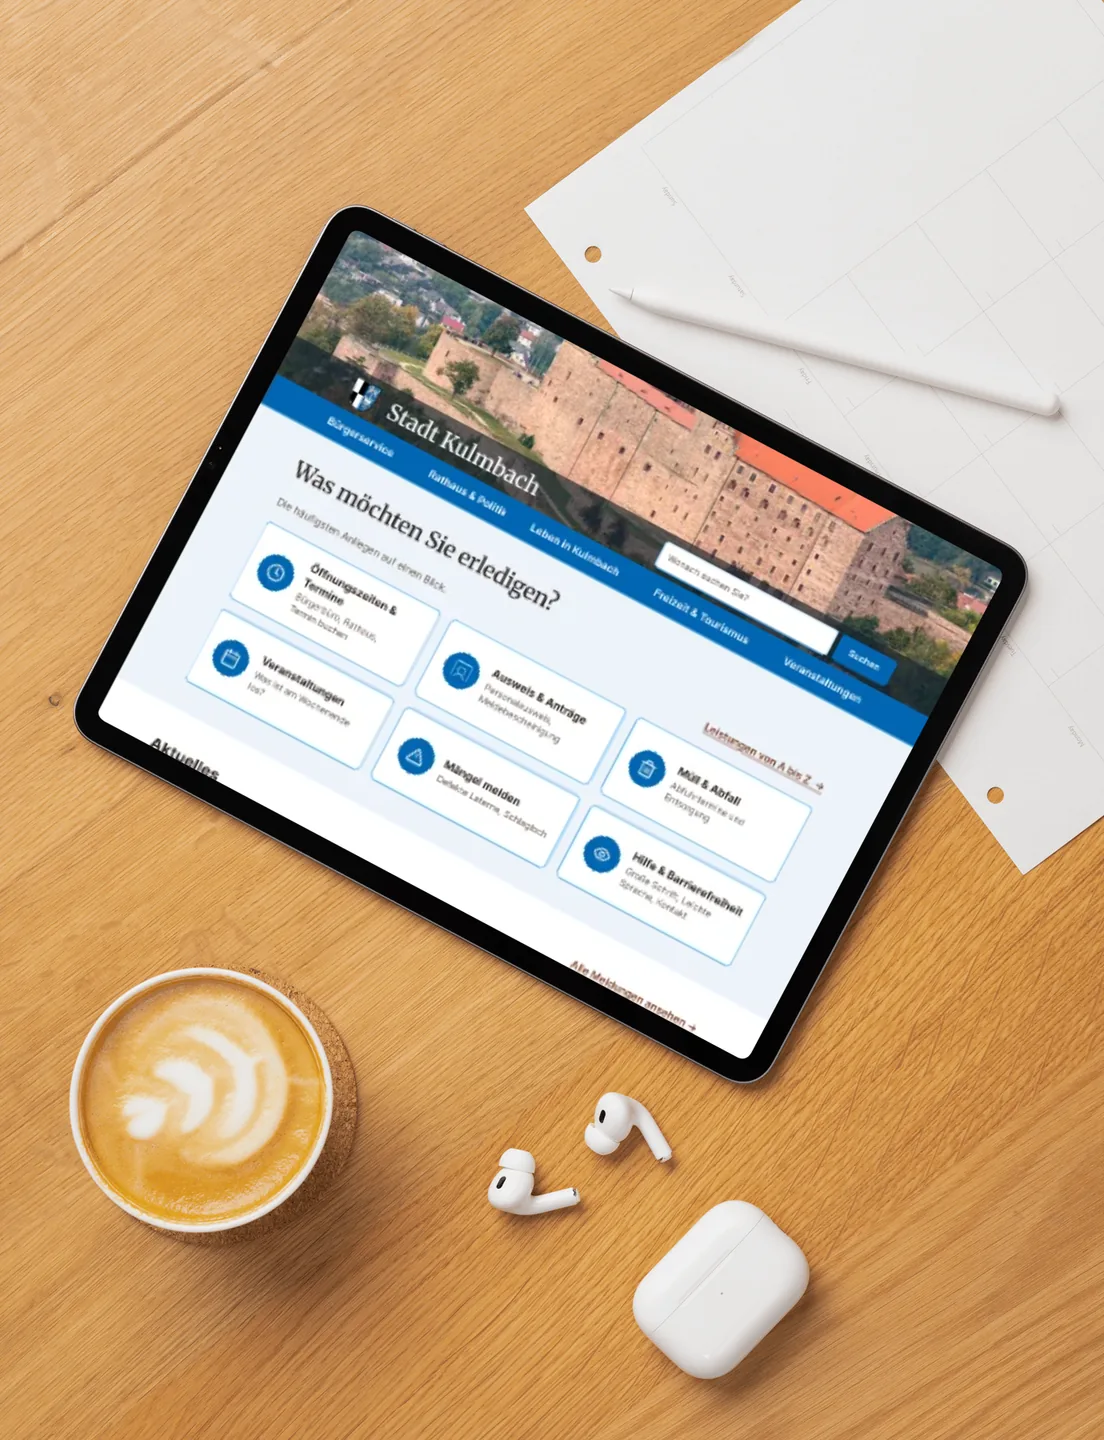 Stadt Kulmbach
Wonach suchen Sie?
Suchen
Bürgerservice
Rathaus & Politik
Leben in Kulmbach
Freizeit & Tourismus
Veranstaltungen
Was möchten Sie erledigen?
Die häufigsten Anliegen auf einen Blick.
Leistungen von A bis Z →
Öffnungszeiten &
Termine
Bürgerbüro, Rathaus,
Termin buchen
Ausweis & Anträge
Personalausweis,
Meldebescheinigung
Müll & Abfall
Abfuhrtermine und
Entsorgung
Veranstaltungen
Was ist am Wochenende
los?
Mängel melden
Defekte Laterne, Schlagloch
Hilfe & Barrierefreiheit
Große Schrift, Leichte
Sprache, Kontakt
Aktuelles
Alle Meldungen ansehen →